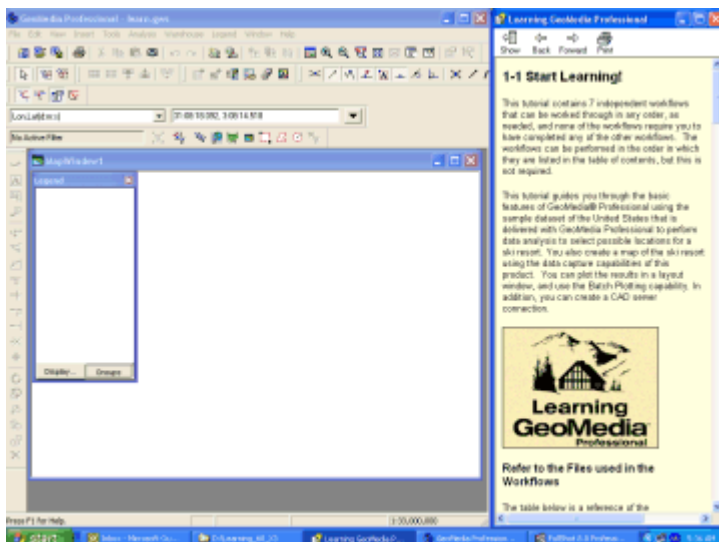 GeoMedia Professional - learn.gws
File Edit View Insert Tools Analysis Warehouse Legend Window Help
No Active Filter
MapWindow1
Legend
Display...
Groups
Press F1 for Help.
1:30,000,000
Learning GeoMedia Professional
Show Back Forward Print
1-1 Start Learning!
This tutorial contains 7 independent workflows
that can be worked through in any order, as
needed, and none of the workflows require you to
have completed any of the other workflows. The
workflows can be performed in the order in which
they are listed in the table of contents, but this is
not required.
This tutorial guides you through the basic
features of GeoMedia® Professional using the
sample dataset of the United States that is
delivered with GeoMedia Professional to perform
data analysis to select possible locations for a
ski resort. You also create a map of the ski resort
using the data capture capabilities of this
product. You can plot the results in a layout
window, and use the Batch Plotting capability. In
addition, you can create a CAD server
connection.
Learning
GeoMedia
Professional
Refer to the Files used in the
Workflows
The table below is a reference of the
start
Learning GeoMedia P...
GeoMedia Profession...